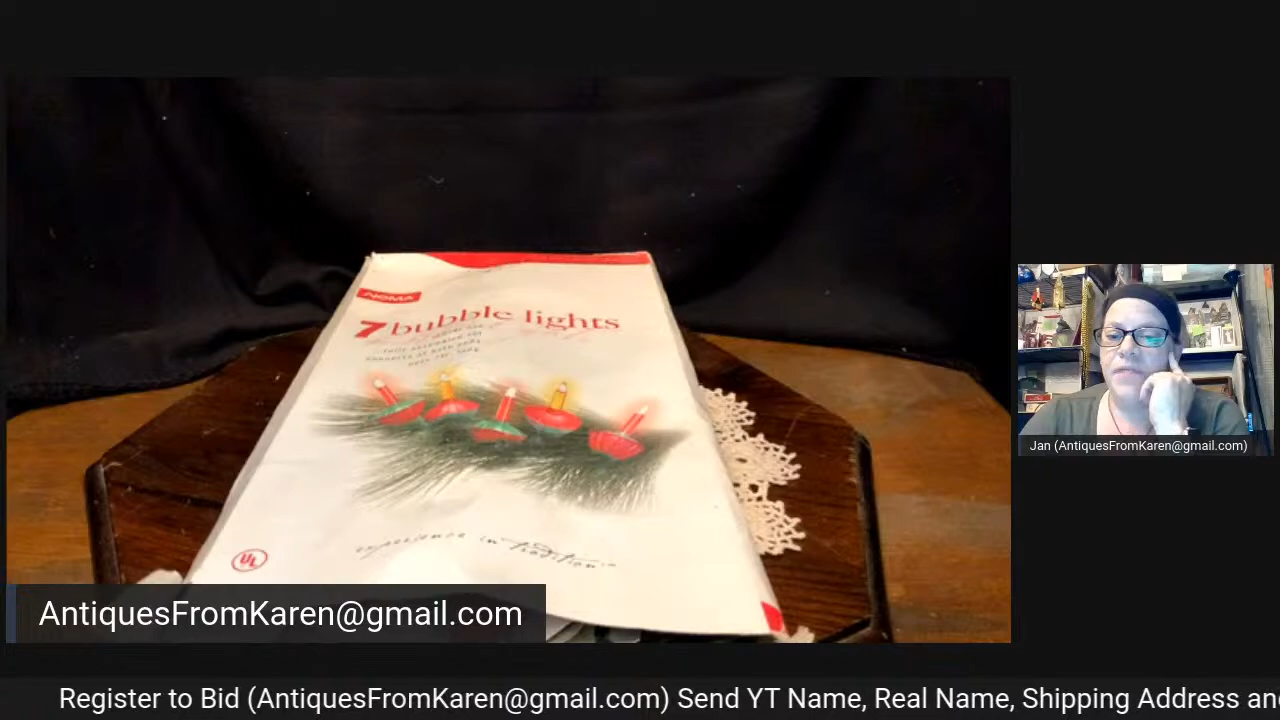 NOMA
7 bubble lights
experience in tradition
UL
AntiquesFromKaren@gmail.com
Jan (AntiquesFromKaren@gmail.com)
Register to Bid (AntiquesFromKaren@gmail.com) Send YT Name, Real Name, Shipping Address an